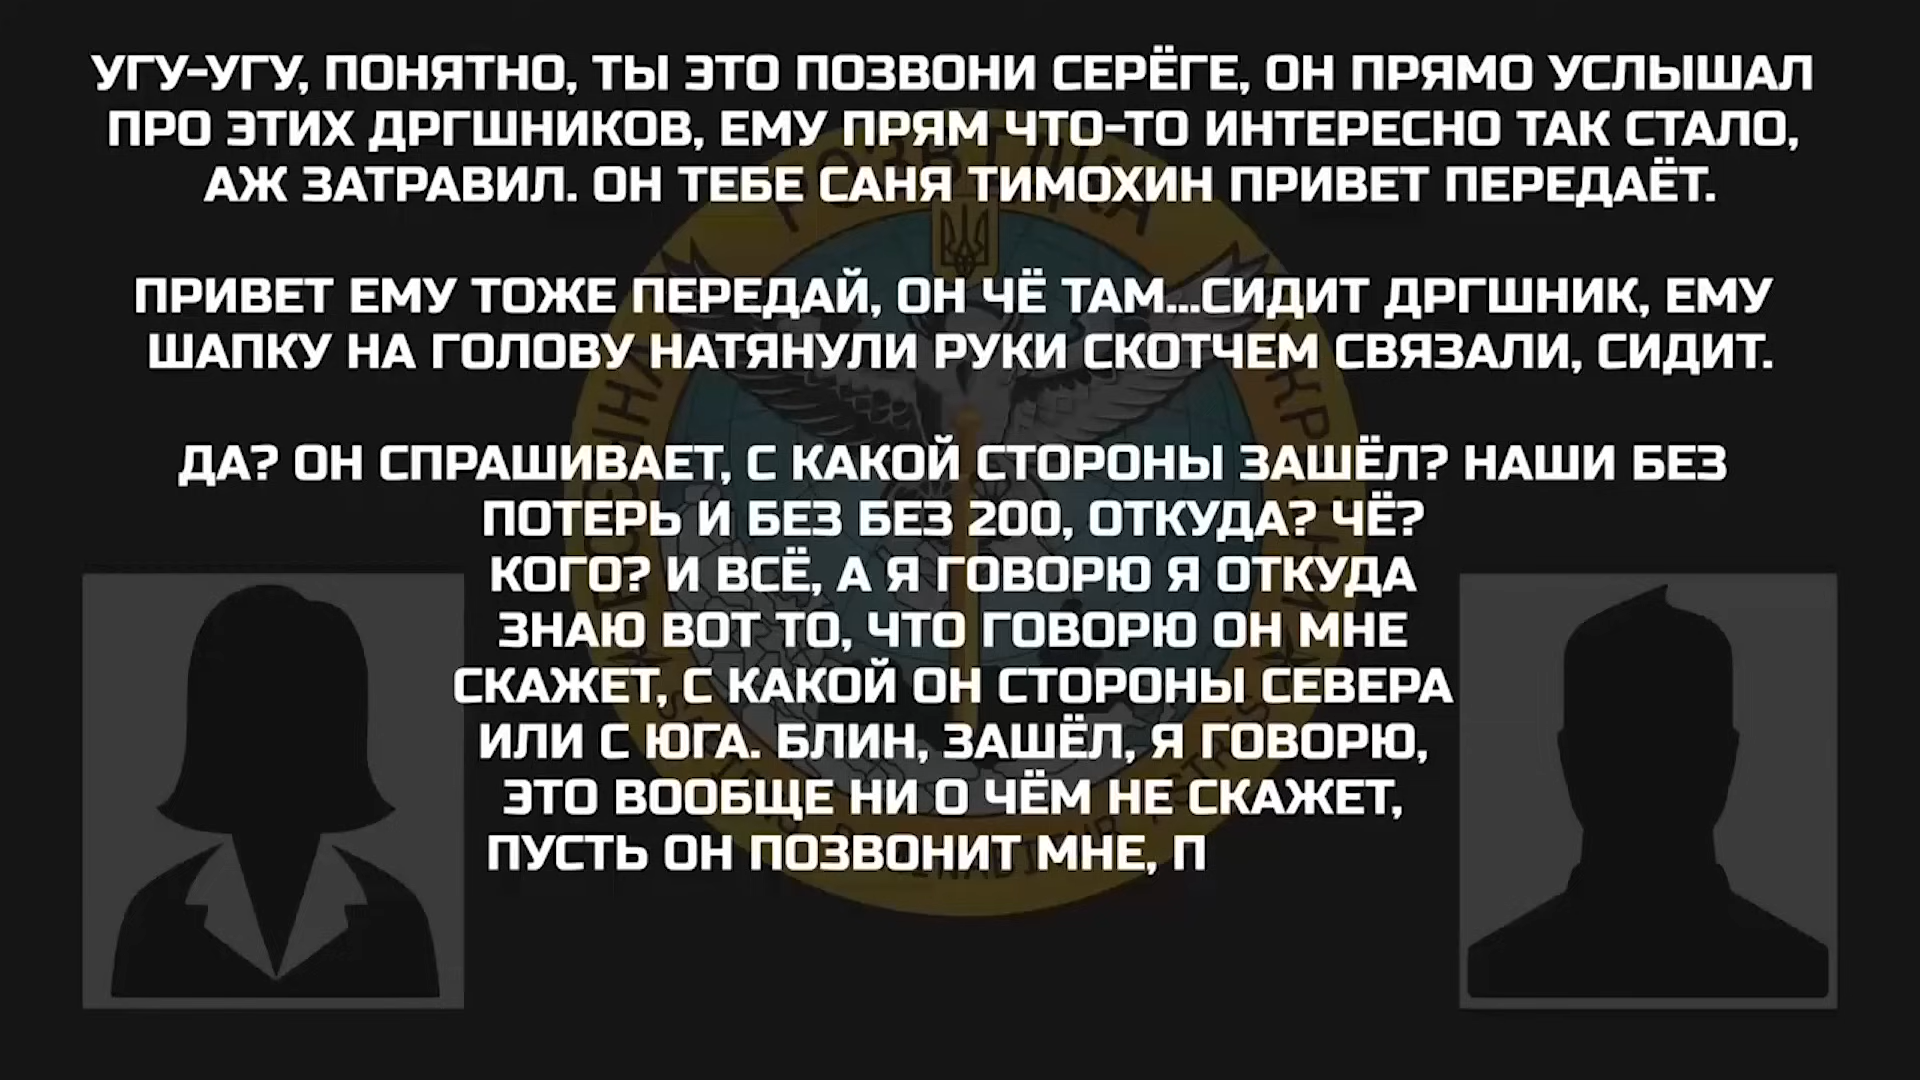 УГУ-УГУ, ПОНЯТНО, ТЫ ЭТО ПОЗВОНИ СЕРЁГЕ, ОН ПРЯМО УСЛЫШАЛ
ПРО ЭТИХ ДРГШНИКОВ, ЕМУ ПРЯМ ЧТО-ТО ИНТЕРЕСНО ТАК СТАЛО,
АЖ ЗАТРАВИЛ. ОН ТЕБЕ САНЯ ТИМОХИН ПРИВЕТ ПЕРЕДАЁТ.
ПРИВЕТ ЕМУ ТОЖЕ ПЕРЕДАЙ, ОН ЧЁ ТАМ...СИДИТ ДРГШНИК, ЕМУ
ШАПКУ НА ГОЛОВУ НАТЯНУЛИ РУКИ СКОТЧЕМ СВЯЗАЛИ, СИДИТ.
ДА? ОН СПРАШИВАЕТ, С КАКОЙ СТОРОНЫ ЗАШЁЛ? НАШИ БЕЗ
ПОТЕРЬ И БЕЗ БЕЗ 200, ОТКУДА? ЧЁ?
КОГО? И ВСЁ, А Я ГОВОРЮ Я ОТКУДА
ЗНАЮ ВОТ ТО, ЧТО ГОВОРЮ ОН МНЕ
СКАЖЕТ, С КАКОЙ ОН СТОРОНЫ СЕВЕРА
ИЛИ С ЮГА. БЛИН, ЗАШЁЛ, Я ГОВОРЮ,
ЭТО ВООБЩЕ НИ О ЧЁМ НЕ СКАЖЕТ,
ПУСТЬ ОН ПОЗВОНИТ МНЕ, П
РОЗВІДКА